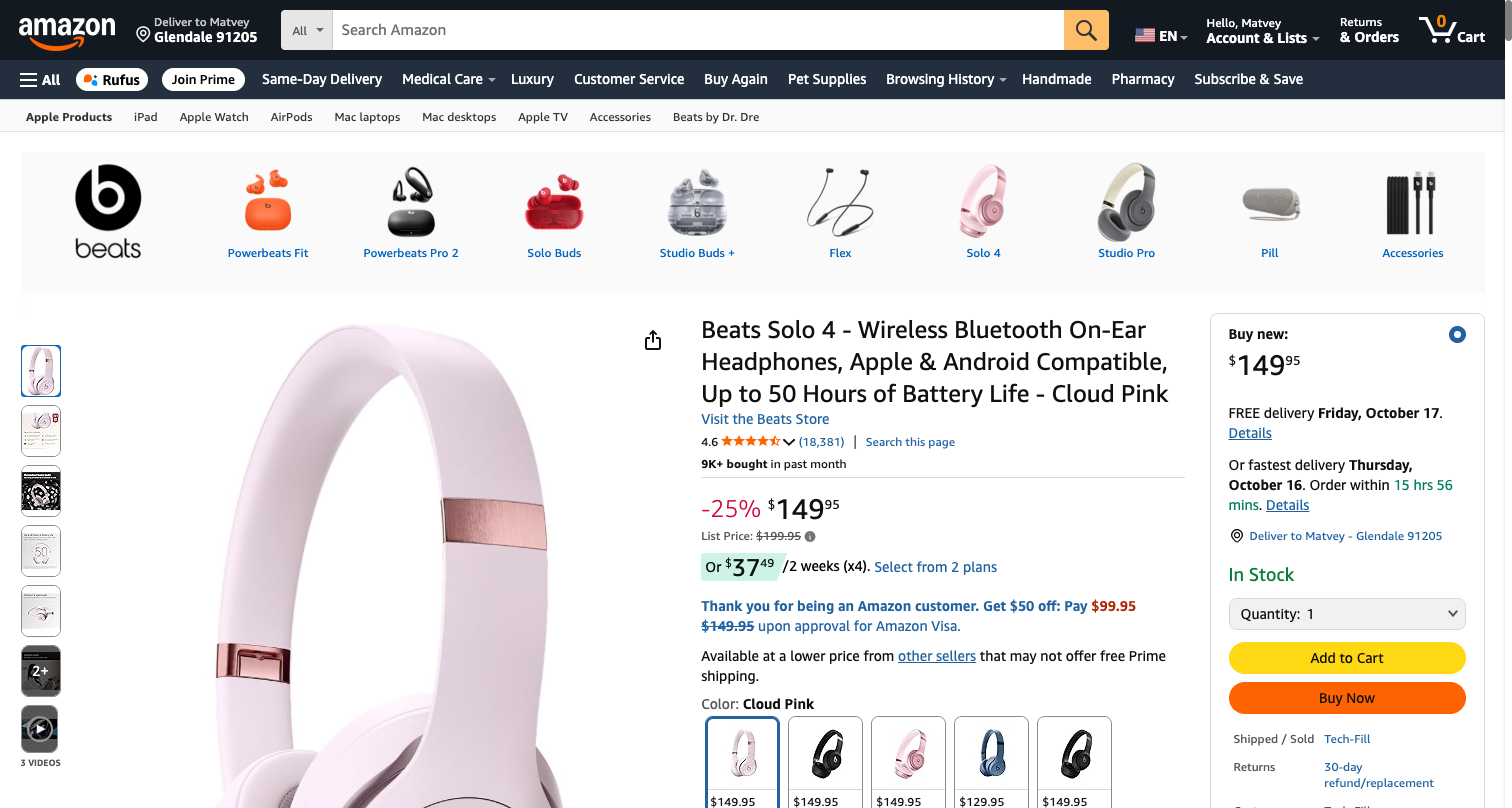 amazon
Deliver to Matvey
Glendale 91205
All
Search Amazon
EN
Hello, Matvey
Account & Lists
Returns
& Orders
0
Cart
All
Rufus
Join Prime
Same-Day Delivery
Medical Care
Luxury
Customer Service
Buy Again
Pet Supplies
Browsing History
Handmade
Pharmacy
Subscribe & Save
Apple Products
iPad
Apple Watch
AirPods
Mac laptops
Mac desktops
Apple TV
Accessories
Beats by Dr. Dre
beats
Powerbeats Fit
Powerbeats Pro 2
Solo Buds
Studio Buds +
Flex
Solo 4
Studio Pro
Pill
Accessories
50
2+
3 VIDEOS
Beats Solo 4 - Wireless Bluetooth On-Ear
Headphones, Apple & Android Compatible,
Up to 50 Hours of Battery Life - Cloud Pink
Visit the Beats Store
4.6 (18,381) | Search this page
9K+ bought in past month
-25% $149 95
List Price: $199.95
Or $37 49 /2 weeks (x4). Select from 2 plans
Thank you for being an Amazon customer. Get $50 off: Pay $99.95
$149.95 upon approval for Amazon Visa.
Available at a lower price from other sellers that may not offer free Prime
shipping.
Color: Cloud Pink
$149.95
$149.95
$149.95
$129.95
$149.95
Buy new:
$149 95
FREE delivery Friday, October 17.
Details
Or fastest delivery Thursday,
October 16. Order within 15 hrs 56
mins. Details
Deliver to Matvey - Glendale 91205
In Stock
Quantity: 1
Add to Cart
Buy Now
Shipped / Sold Tech-Fill
Returns 30-day
refund/replacement